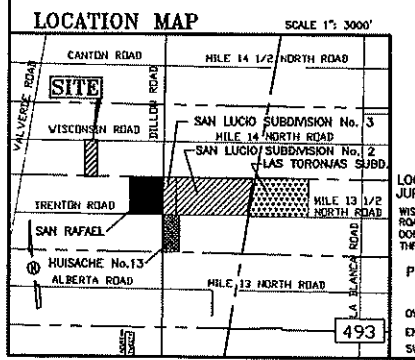 LOCATION MAP
SCALE 1": 3000'
CANTON ROAD
MILE 14 1/2 NORTH ROAD
VALVERDE ROAD
DILLON ROAD
SITE
WISCONSIN ROAD
SAN LUCIO SUBDIVISION No. 3
MILE 14 NORTH ROAD
SAN LUCIO SUBDIVISION No. 2
LAS TORONJAS SUBD.
TRENTON ROAD
MILE 13 1/2
NORTH ROAD
SAN RAFAEL
HUISACHE No.13
ALBERTA ROAD
MILE 13 NORTH ROAD
LA BLANCA ROAD
493